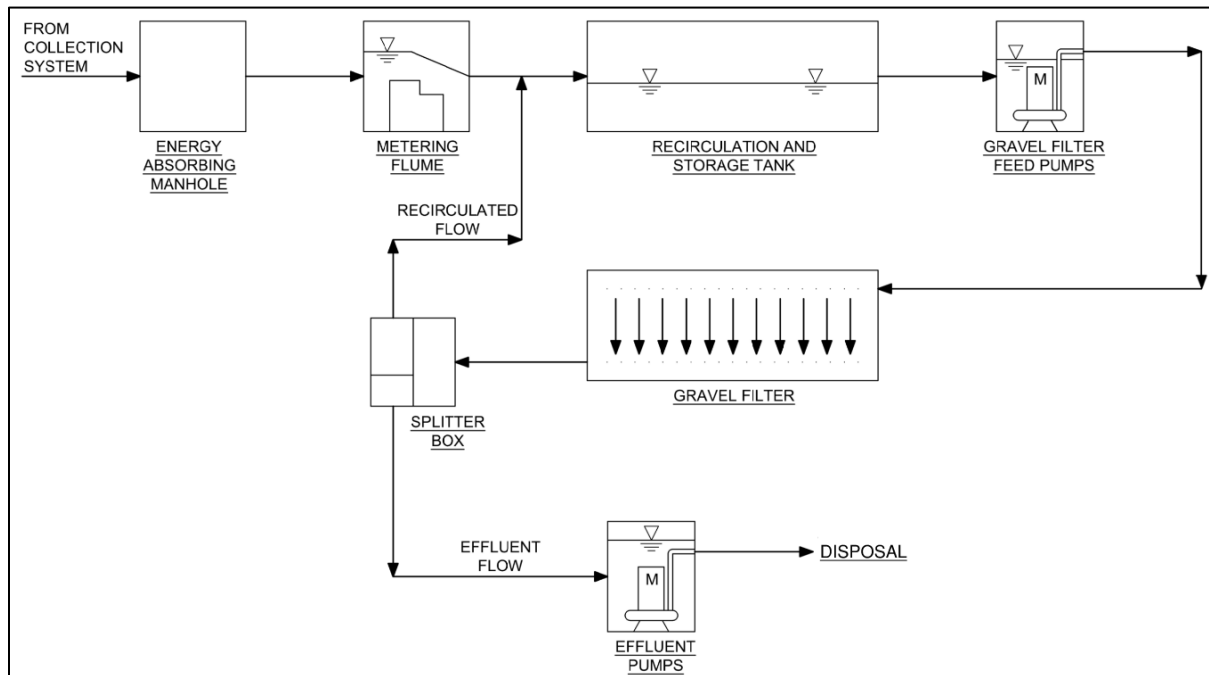 FROM
COLLECTION
SYSTEM
ENERGY
ABSORBING
MANHOLE
METERING
FLUME
RECIRCULATION AND
STORAGE TANK
M
GRAVEL FILTER
FEED PUMPS
RECIRCULATED
FLOW
GRAVEL FILTER
SPLITTER
BOX
EFFLUENT
FLOW
M
EFFLUENT
PUMPS
DISPOSAL